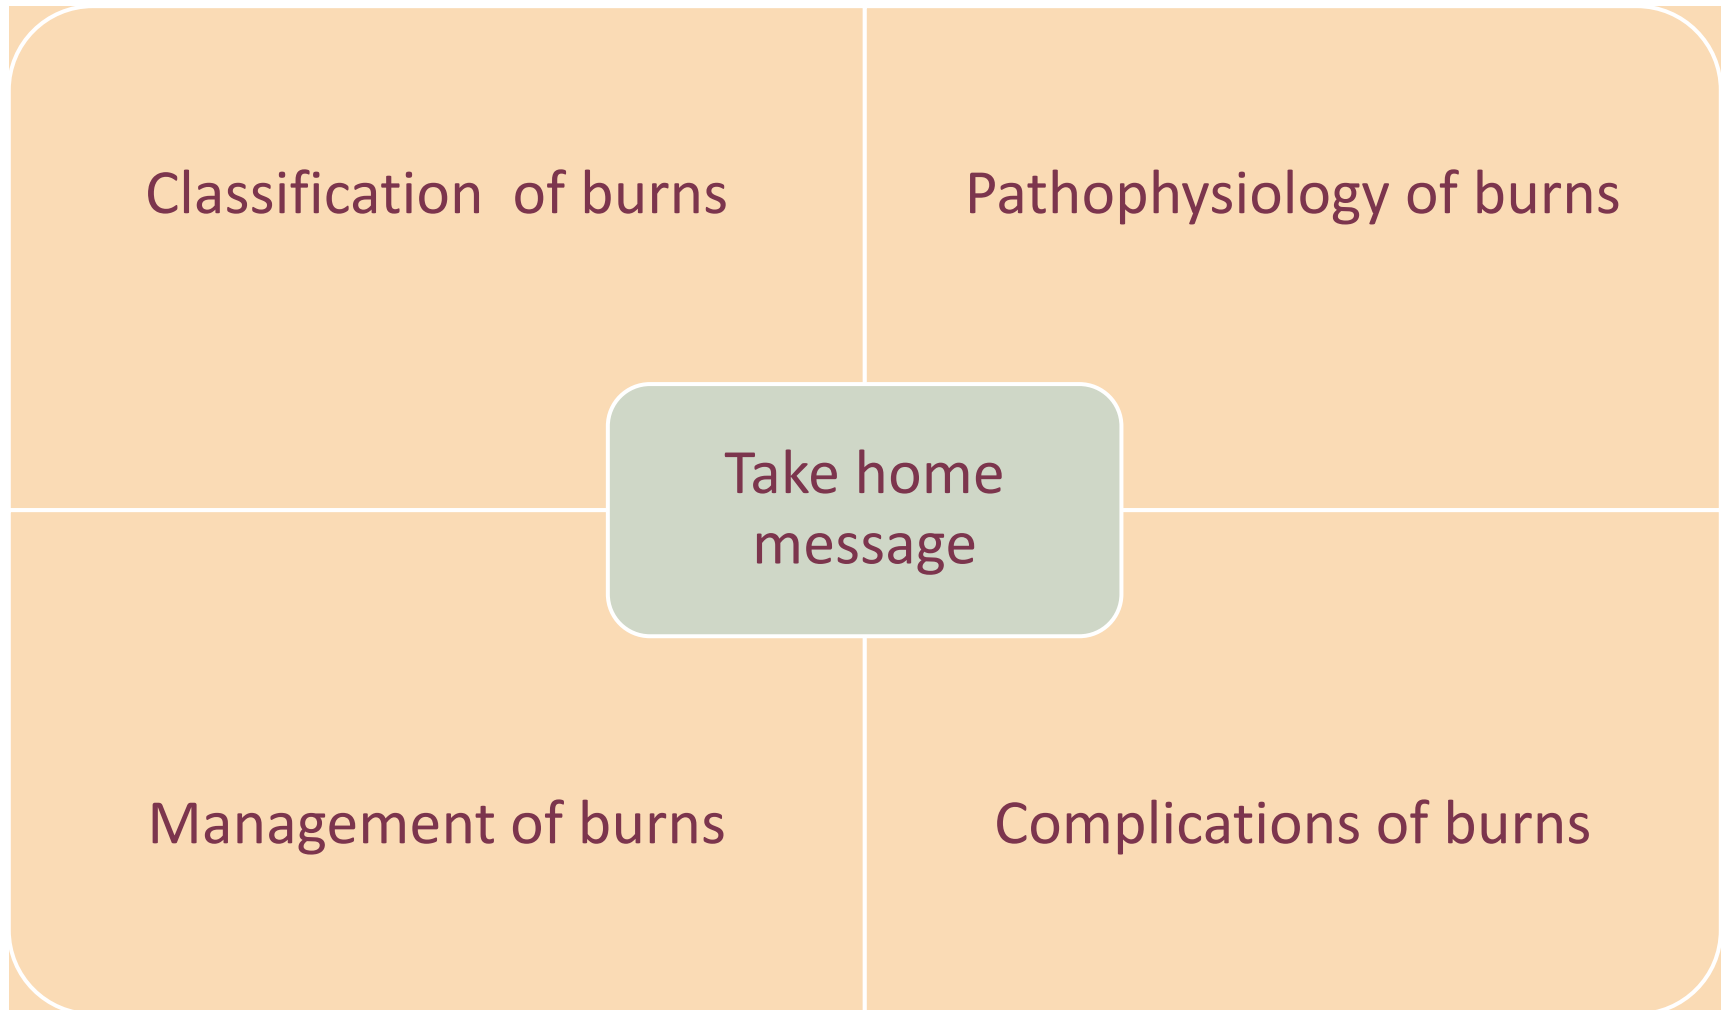 Classification  of burns
Pathophysiology of burns
Take home
message
Management of burns
Complications of burns